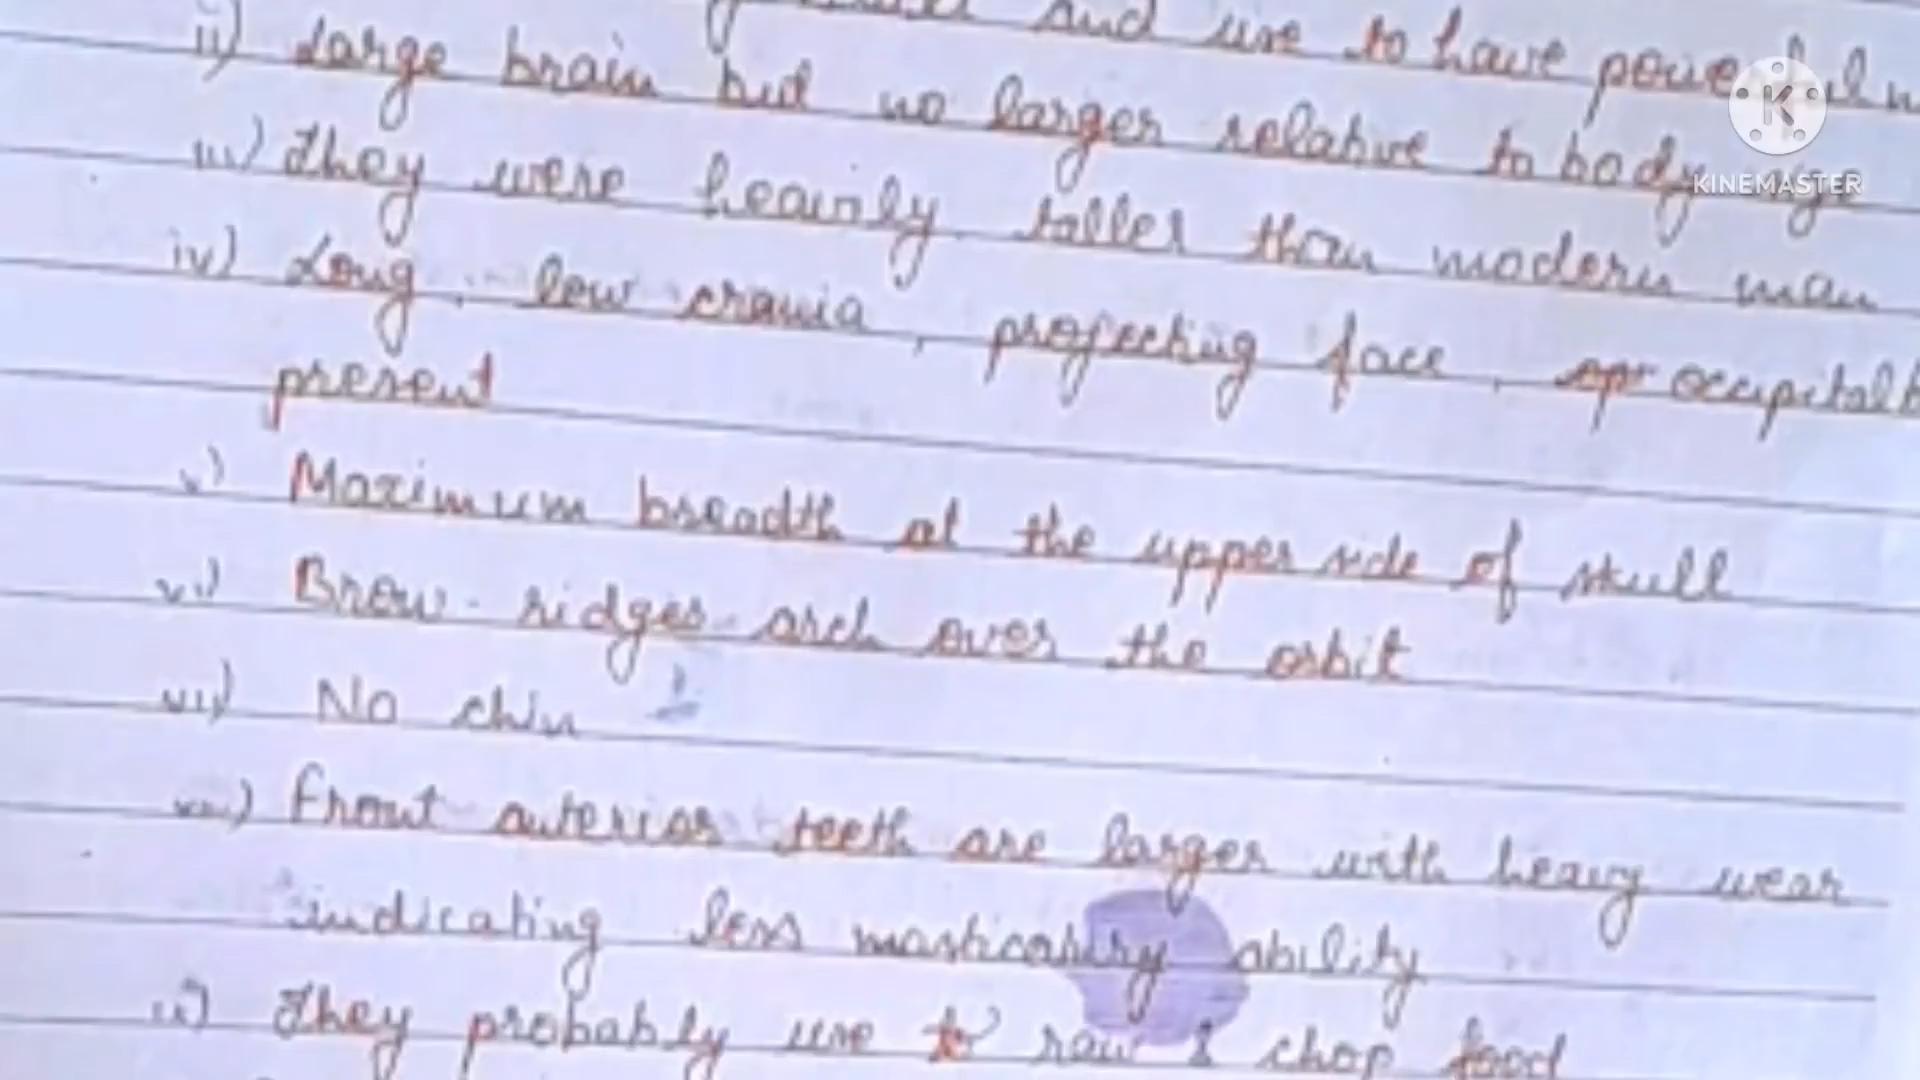 and use to have powerful
ii) Large brain but no larger relative to body age
KINEMASTER
iii) They were heavily taller than modern man
iv) Long, low crania, projecting face, occipital
present
v) Maximum breadth at the upper side of skull
vi) Brow-ridges arch over the orbit
vii) No chin
viii) Front anterior teeth are larger with heavy wear
indicating less masticatory ability
ix) They probably use to raw & chop food